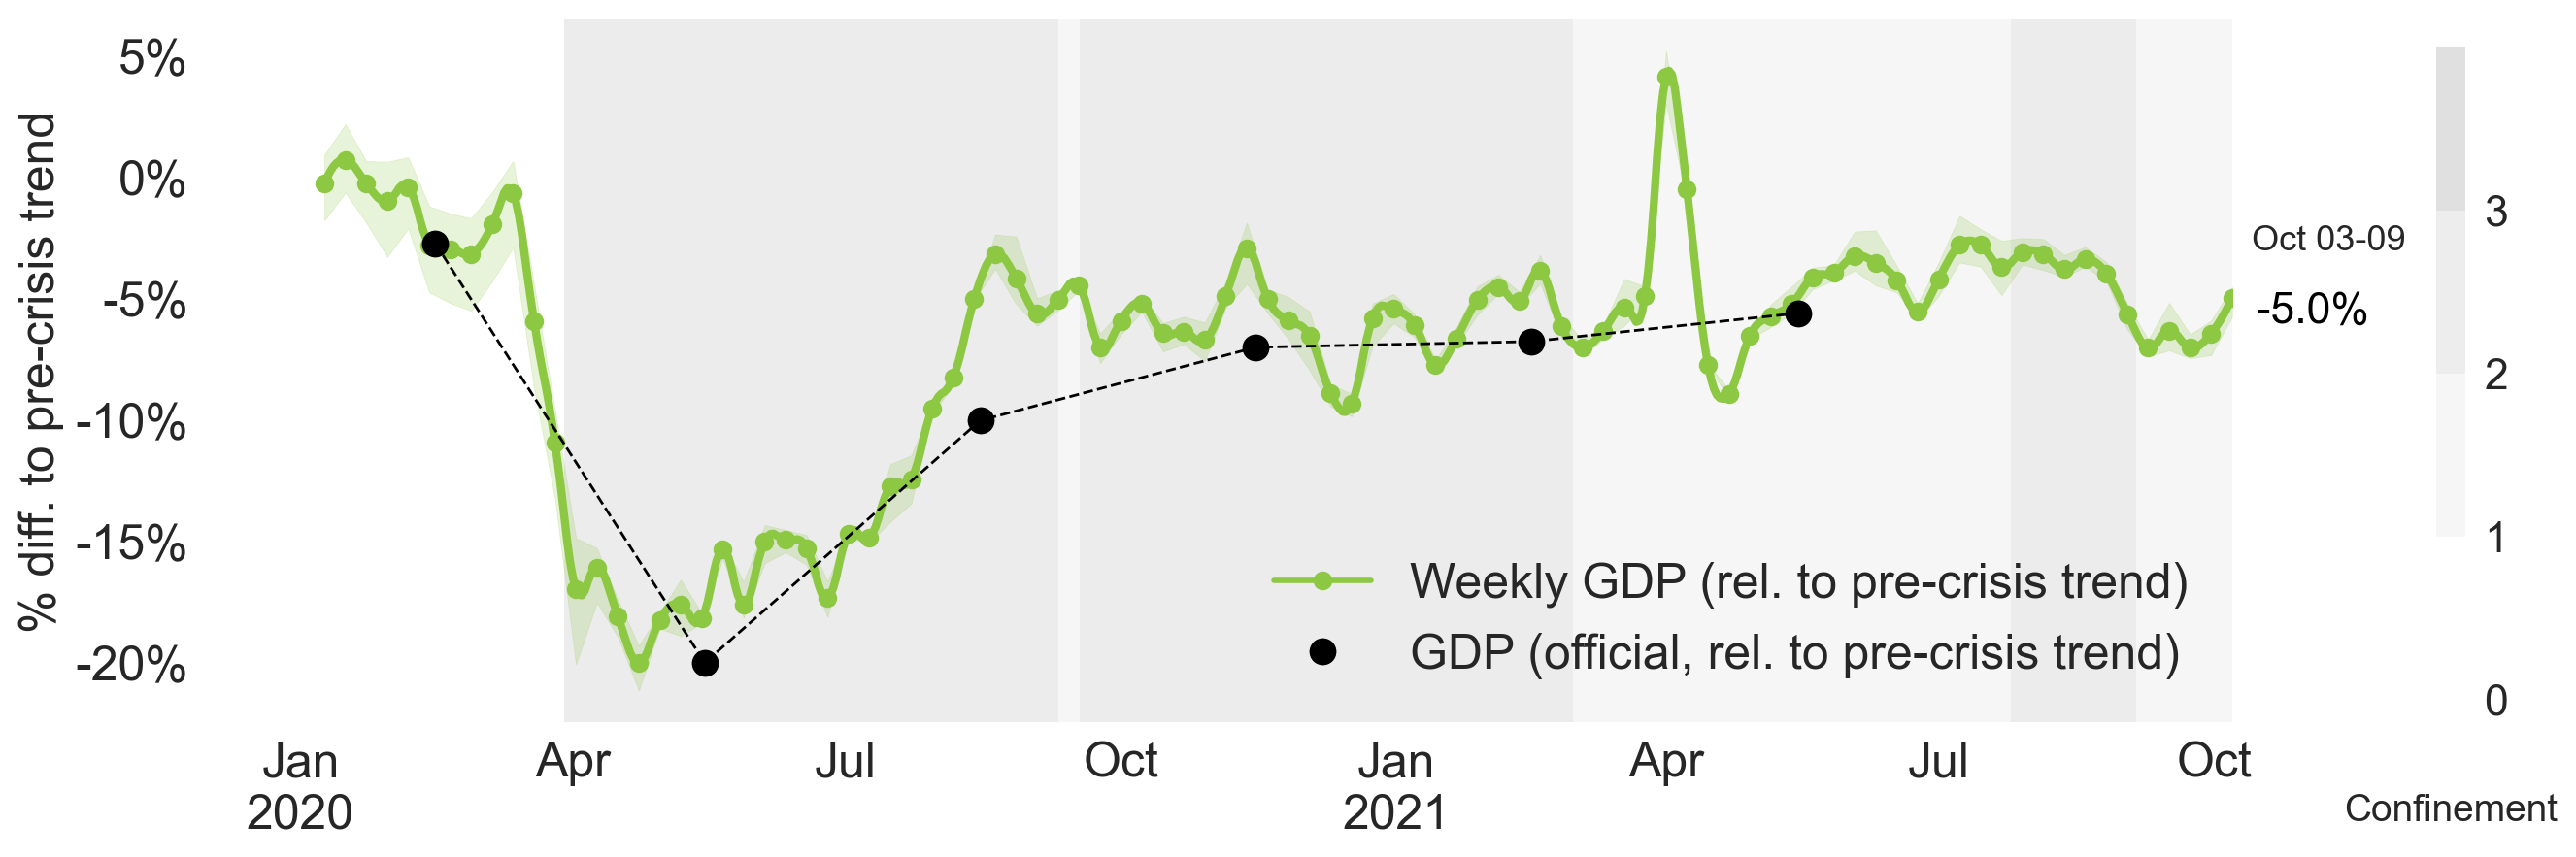 % diff. to pre-crisis trend
5%
0%
-5%
-10%
-15%
-20%
Oct 03-09
-5.0%
Weekly GDP (rel. to pre-crisis trend)
GDP (official, rel. to pre-crisis trend)
Jan Apr Jul Oct Jan Apr Jul Oct
2020 2021
3
2
1
0
Confinement